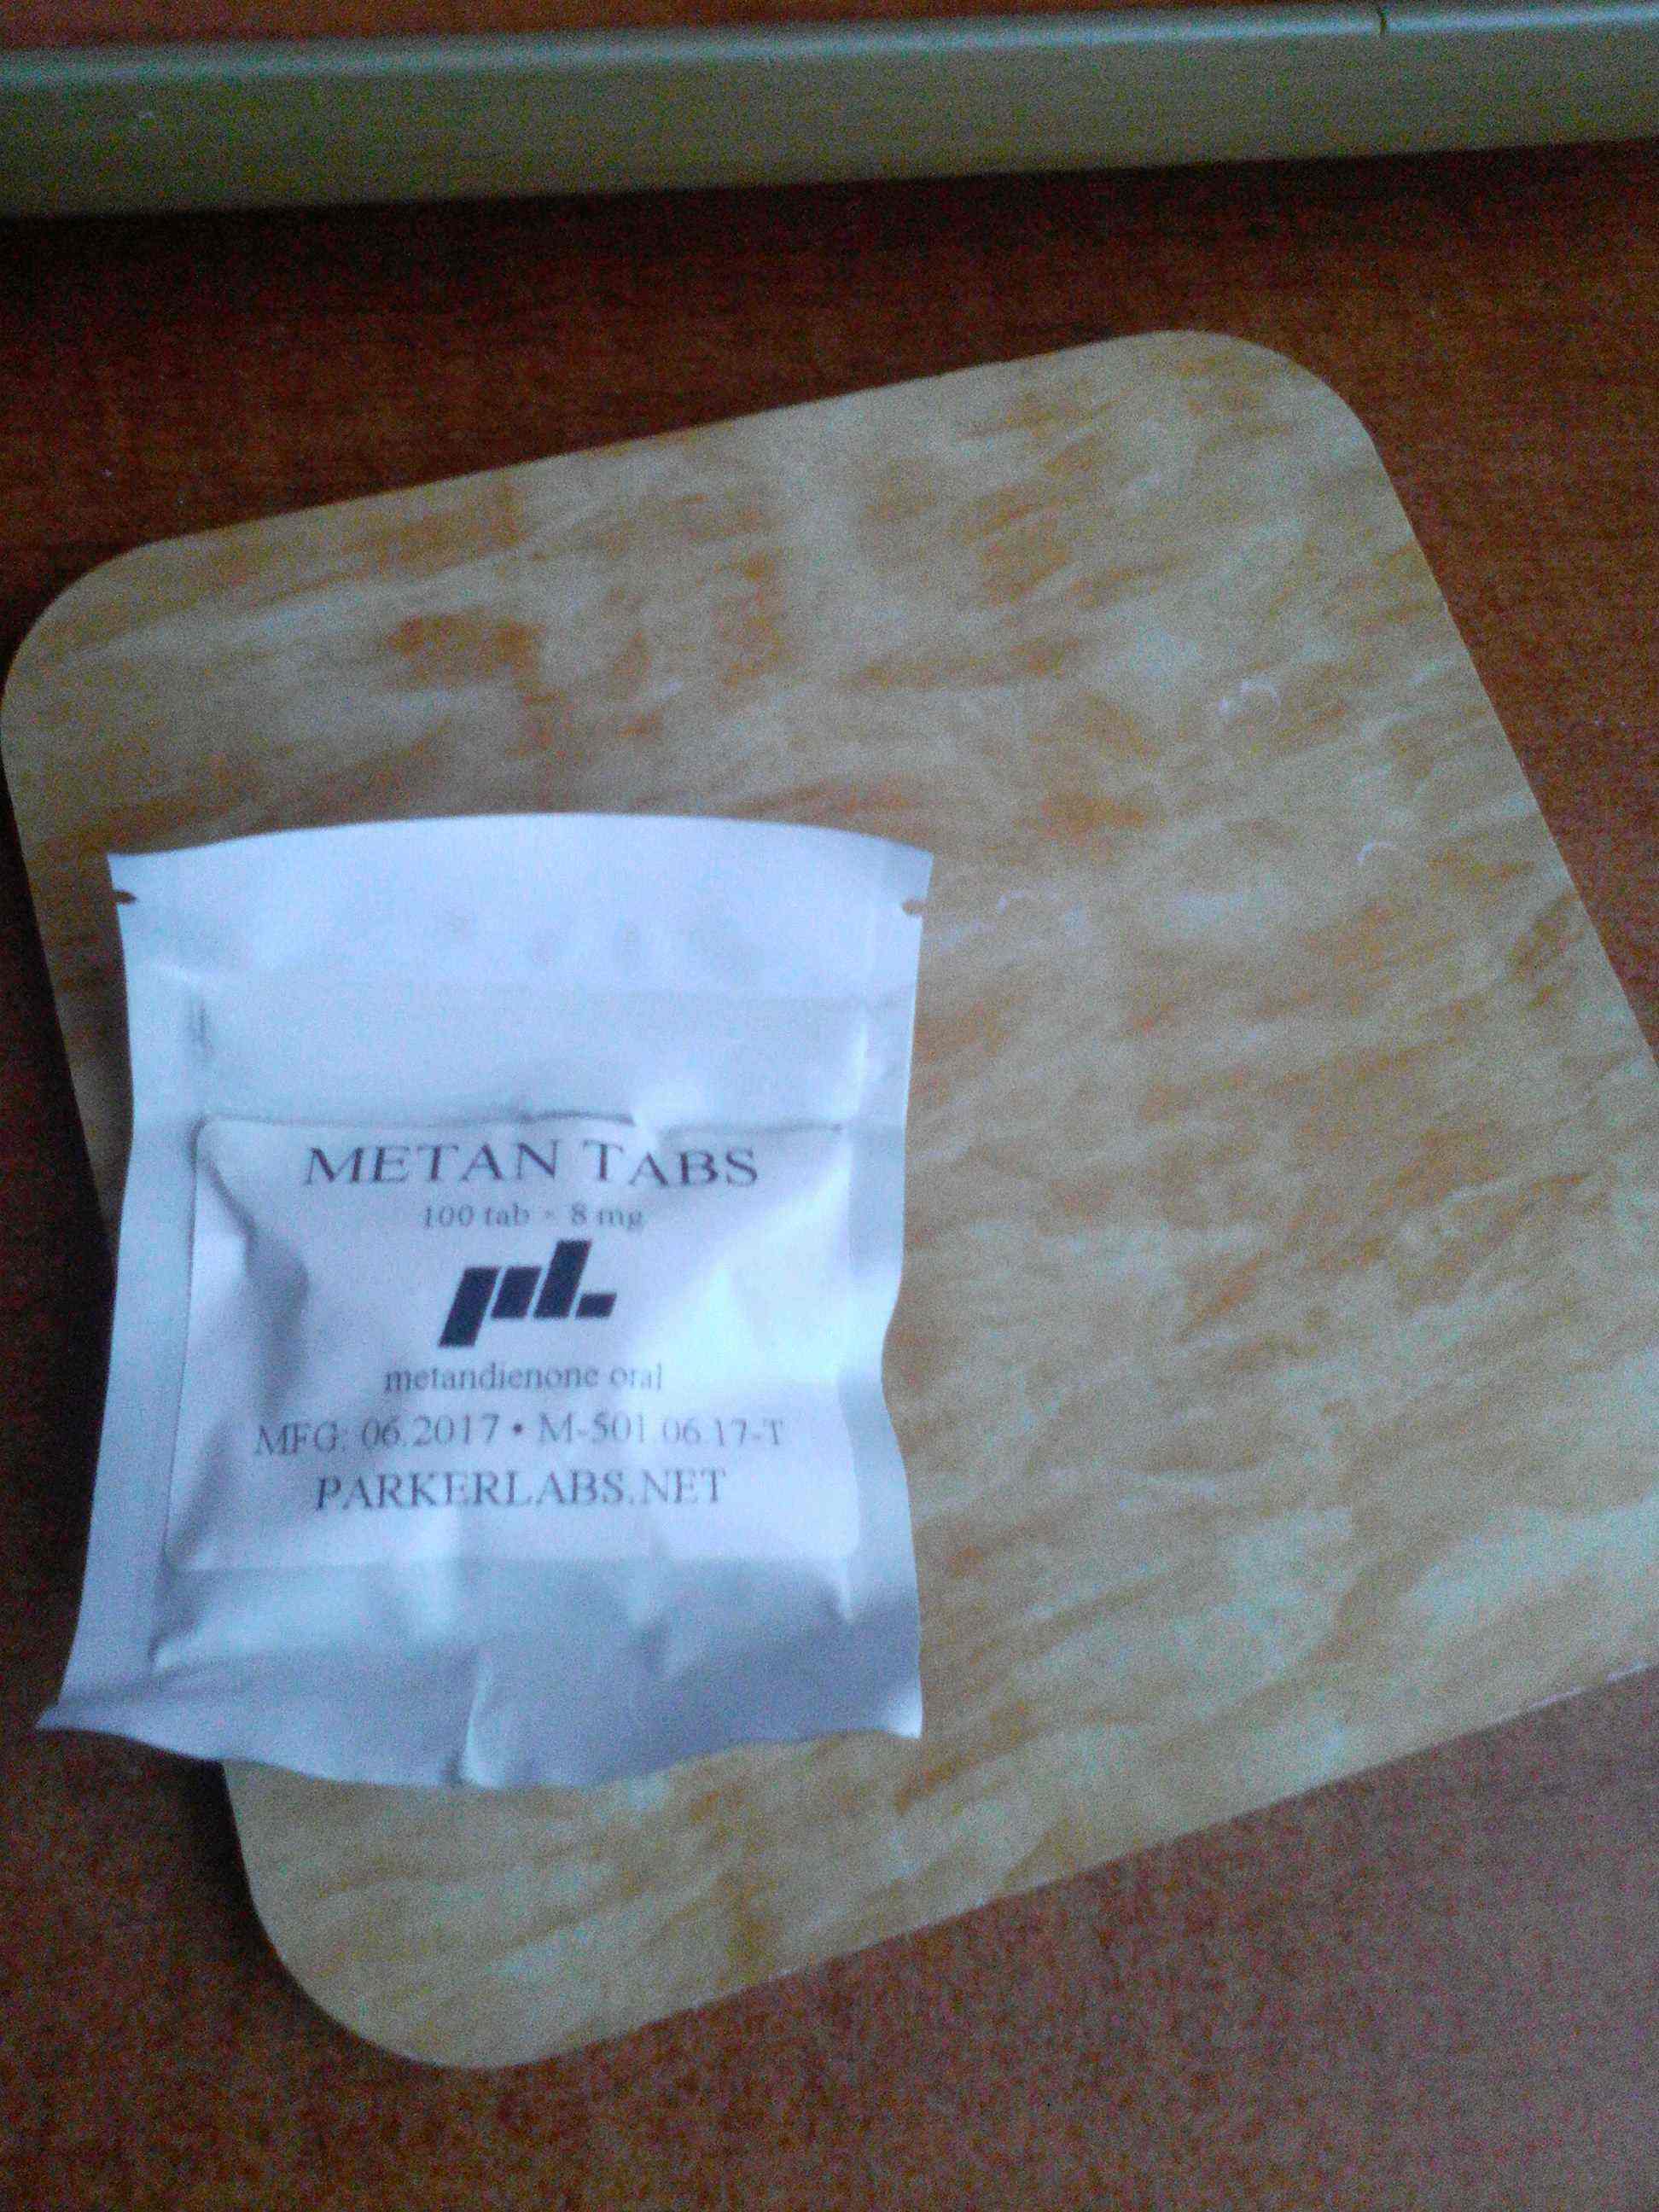 METAN TABS
100 tab - 8 mg
pL
metandienone oral
MFG: 06.2017 • M-501.06.17-T
PARKERLABS.NET